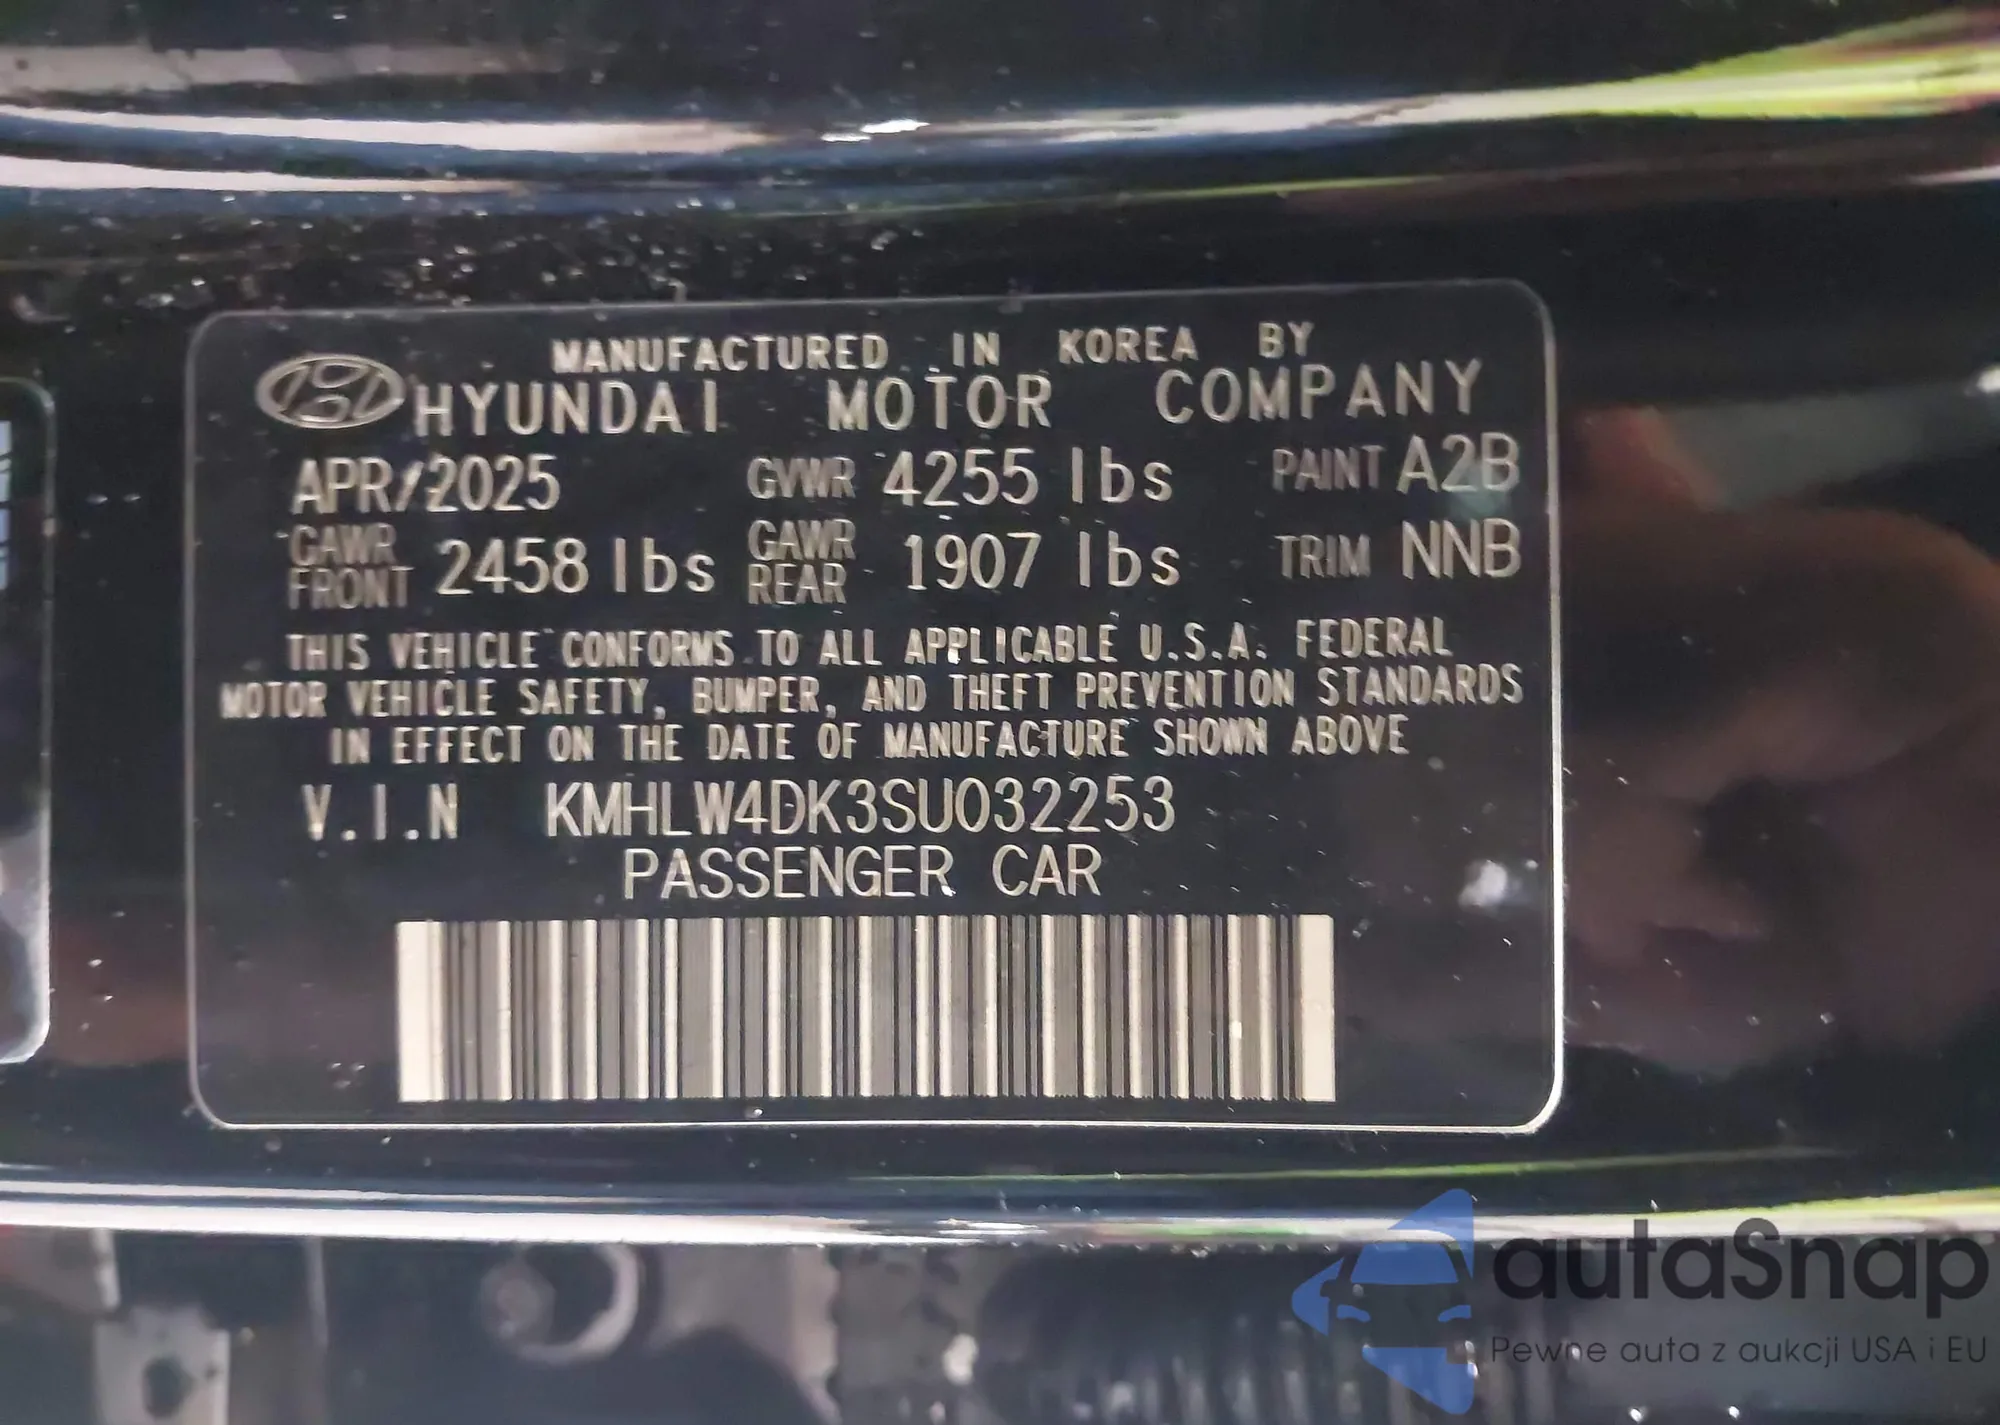 MANUFACTURED IN KOREA BY
HYUNDAI MOTOR COMPANY
APR/2025 GVWR 4255 lbs PAINT A2B
GAWR FRONT 2458 lbs GAWR REAR 1907 lbs TRIM NNB
THIS VEHICLE CONFORMS TO ALL APPLICABLE U.S.A. FEDERAL
MOTOR VEHICLE SAFETY, BUMPER, AND THEFT PREVENTION STANDARDS
IN EFFECT ON THE DATE OF MANUFACTURE SHOWN ABOVE
V.I.N KMHLW4DK3SU032253
PASSENGER CAR
autaSnap
Pewne auta z aukcji USA i EU